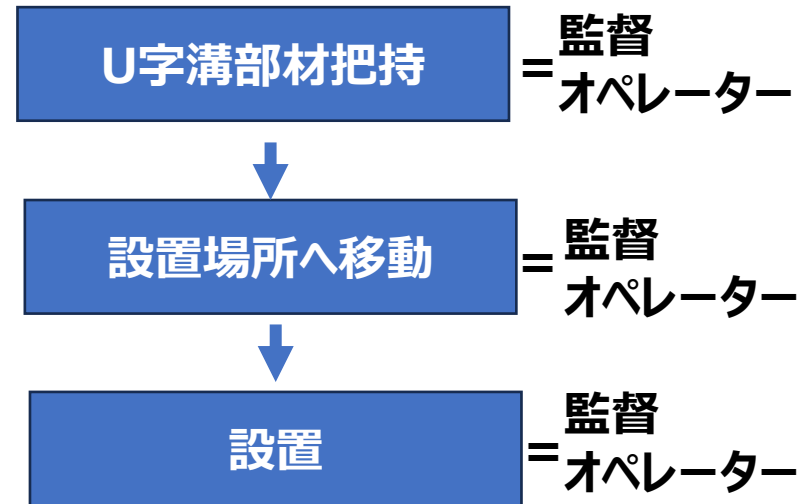 U字溝部材把持
=監督
オペレーター
設置場所へ移動
=監督
オペレーター
設置
=監督
オペレーター